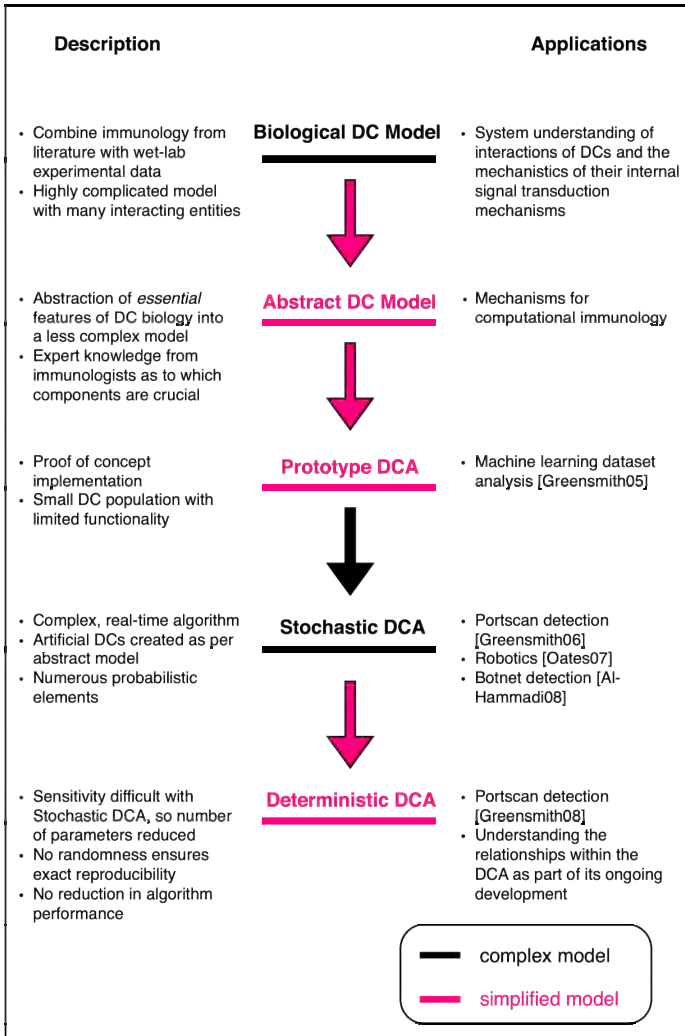 Description
Applications
Biological DC Model
• Combine immunology from
literature with wet-lab
experimental data
• Highly complicated model
with many interacting entities
• System understanding of
interactions of DCs and the
mechanistics of their internal
signal transduction
mechanisms
Abstract DC Model
• Abstraction of essential
features of DC biology into
a less complex model
• Expert knowledge from
immunologists as to which
components are crucial
• Mechanisms for
computational immunology
Prototype DCA
• Proof of concept
implementation
• Small DC population with
limited functionality
• Machine learning dataset
analysis [Greensmith05]
Stochastic DCA
• Complex, real-time algorithm
• Artificial DCs created as per
abstract model
• Numerous probabilistic
elements
• Portscan detection
[Greensmith06]
• Robotics [Oates07]
• Botnet detection [Al-
Hammadi08]
Deterministic DCA
• Sensitivity difficult with
Stochastic DCA, so number
of parameters reduced
• No randomness ensures
exact reproducibility
• No reduction in algorithm
performance
• Portscan detection
[Greensmith08]
• Understanding the
relationships within the
DCA as part of its ongoing
development
complex model
simplified model